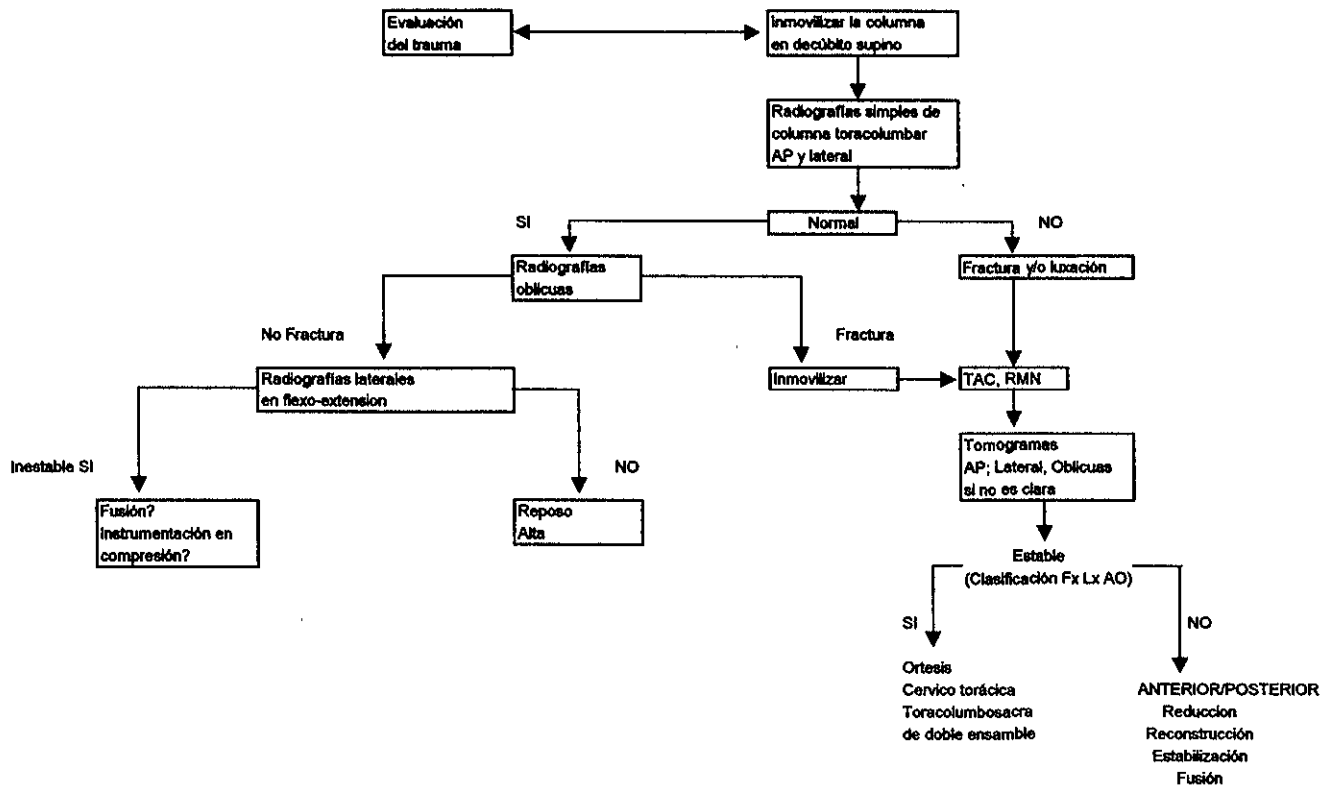 Evaluación
del trauma
Inmovilizar la columna
en decúbito supino
Radiografías simples de
columna toracolumbar
AP y lateral
SI
Normal
NO
Radiografías
oblicuas
Fractura y/o luxación
No Fractura
Fractura
Radiografías laterales
en flexo-extension
Inmovilizar
TAC, RMN
Tomogramas
AP; Lateral, Oblicuas
si no es clara
Inestable SI
NO
Fusión?
Instrumentación en
compresión?
Reposo
Alta
Estable
(Clasificación Fx Lx AO)
SI
NO
Ortesis
Cervico torácica
Toracolumbosacra
de doble ensamble
ANTERIOR/POSTERIOR
Reduccion
Reconstrucción
Estabilización
Fusión